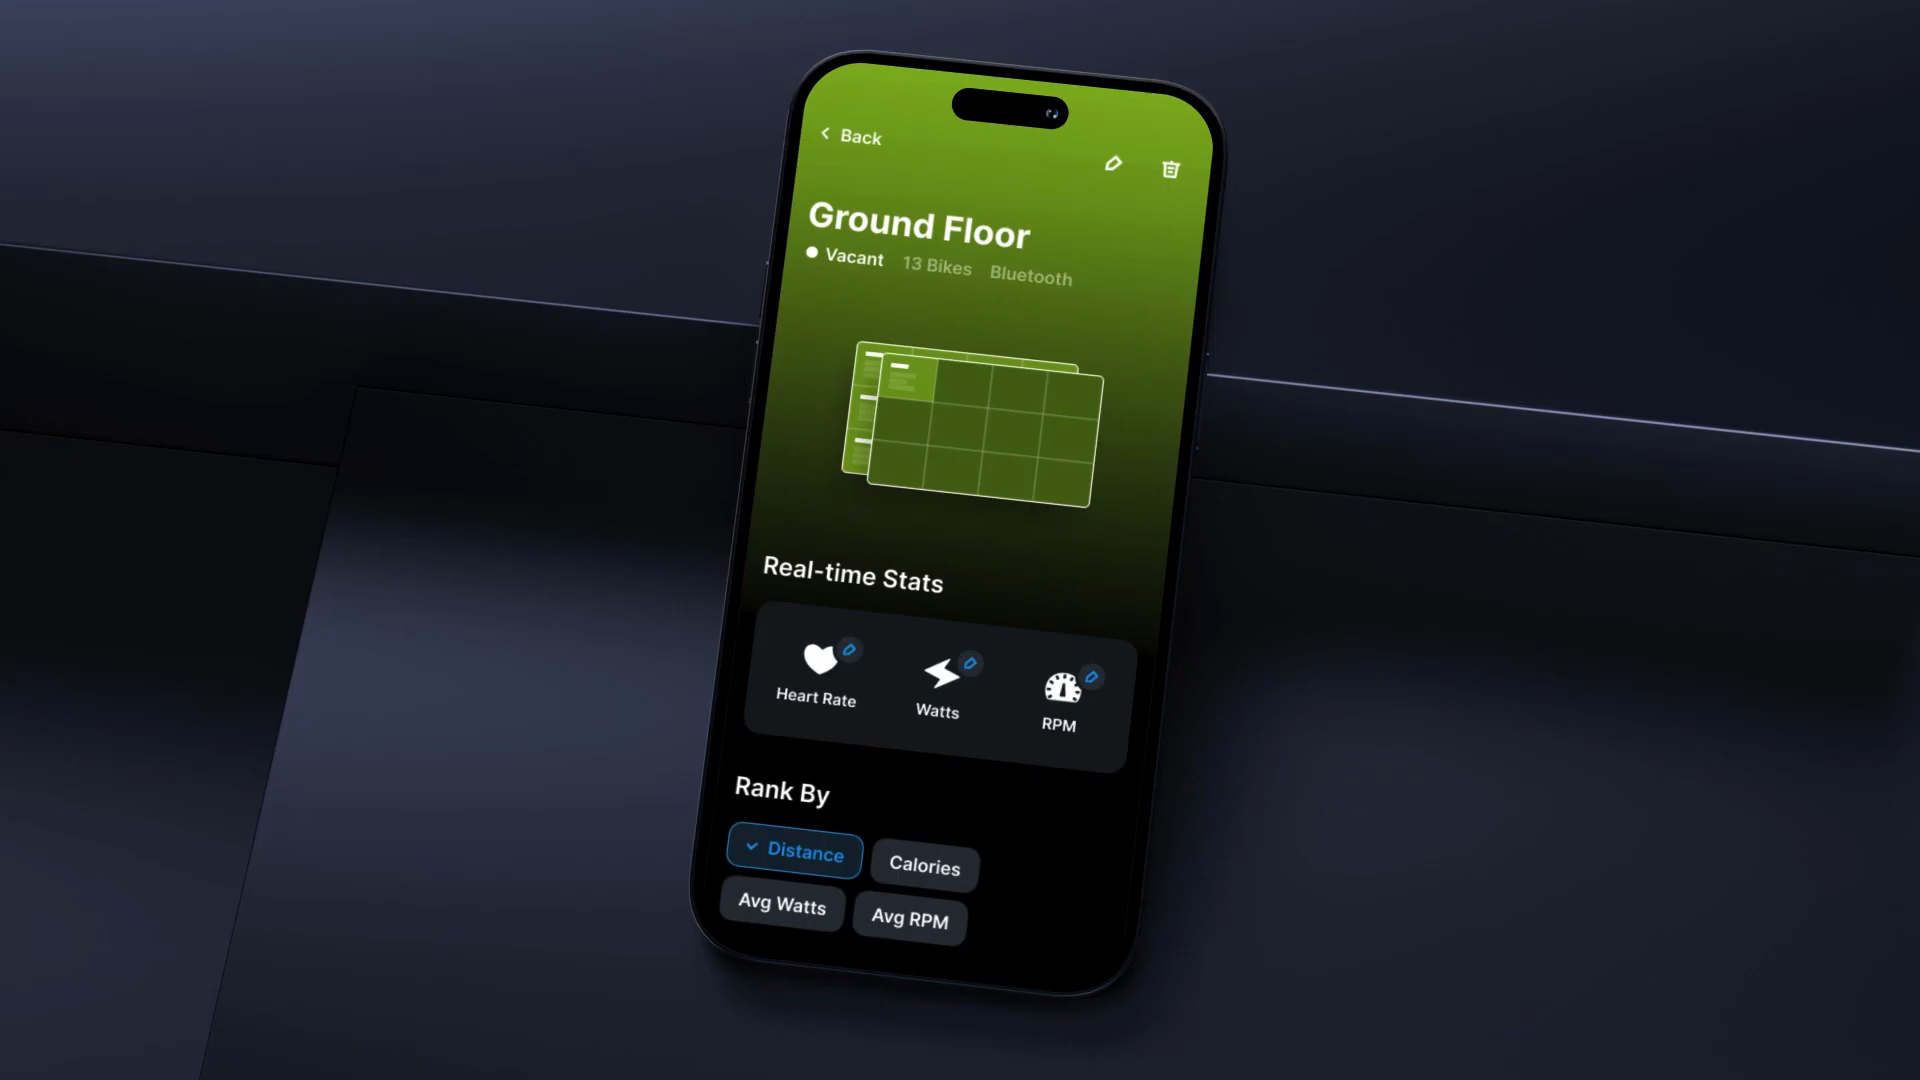 Back
Ground Floor
Vacant 13 Bikes Bluetooth
Real-time Stats
Heart Rate Watts RPM
Rank By
Distance Calories
Avg Watts Avg RPM